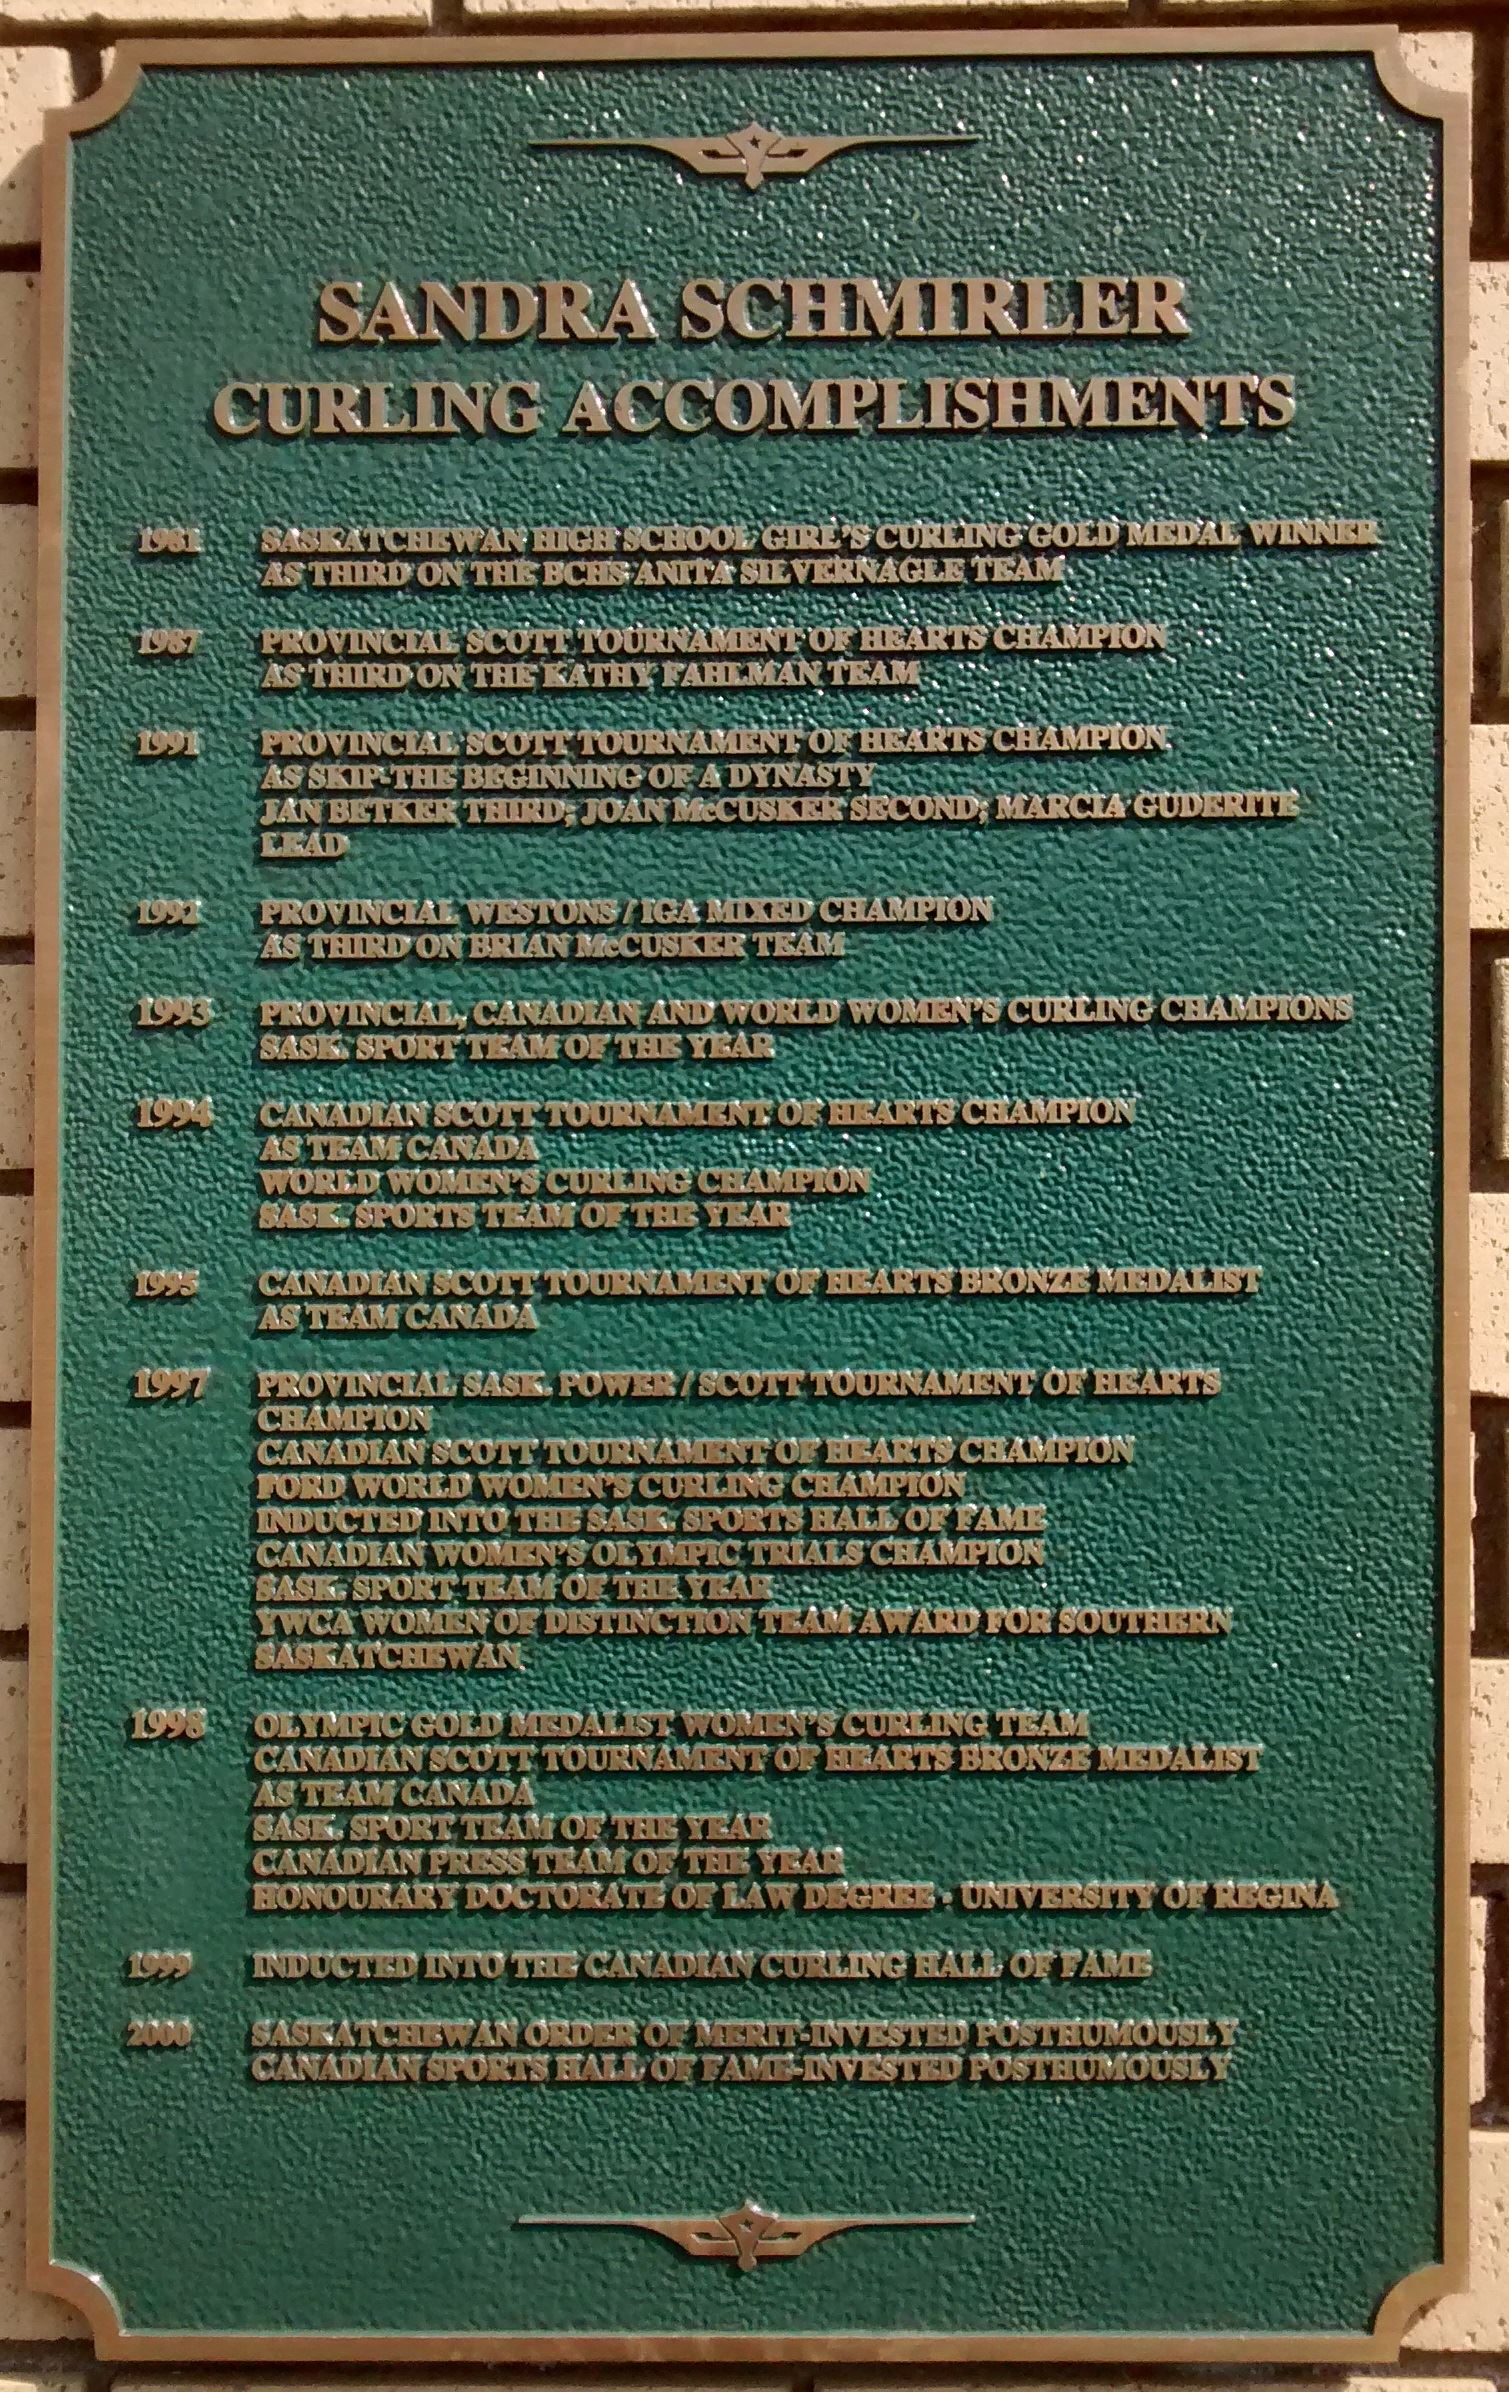 SANDRA SCHMIRLER
CURLING ACCOMPLISHMENTS
1981 SASKATCHEWAN HIGH SCHOOL GIRL'S CURLING GOLD MEDAL WINNER
AS THIRD ON THE BCHS ANITA SILVERNAGLE TEAM
1987 PROVINCIAL SCOTT TOURNAMENT OF HEARTS CHAMPION
AS THIRD ON THE KATHY FAHLMAN TEAM
1991 PROVINCIAL SCOTT TOURNAMENT OF HEARTS CHAMPION
AS SKIP-THE BEGINNING OF A DYNASTY
JAN BETKER THIRD; JOAN McCUSKER SECOND; MARCIA GUDERITE
LEAD
1992 PROVINCIAL WESTONS / IGA MIXED CHAMPION
AS THIRD ON BRIAN McCUSKER TEAM
1993 PROVINCIAL, CANADIAN AND WORLD WOMEN'S CURLING CHAMPIONS
SASK. SPORT TEAM OF THE YEAR
1994 CANADIAN SCOTT TOURNAMENT OF HEARTS CHAMPION
AS TEAM CANADA
WORLD WOMEN'S CURLING CHAMPION
SASK. SPORTS TEAM OF THE YEAR
1995 CANADIAN SCOTT TOURNAMENT OF HEARTS BRONZE MEDALIST
AS TEAM CANADA
1997 PROVINCIAL SASK. POWER / SCOTT TOURNAMENT OF HEARTS
CHAMPION
CANADIAN SCOTT TOURNAMENT OF HEARTS CHAMPION
FORD WORLD WOMEN'S CURLING CHAMPION
INDUCTED INTO THE SASK. SPORTS HALL OF FAME
CANADIAN WOMEN'S OLYMPIC TRIALS CHAMPION
SASK. SPORT TEAM OF THE YEAR
YWCA WOMEN OF DISTINCTION TEAM AWARD FOR SOUTHERN
SASKATCHEWAN
1998 OLYMPIC GOLD MEDALIST WOMEN'S CURLING TEAM
CANADIAN SCOTT TOURNAMENT OF HEARTS BRONZE MEDALIST
AS TEAM CANADA
SASK. SPORT TEAM OF THE YEAR
CANADIAN PRESS TEAM OF THE YEAR
HONOURARY DOCTORATE OF LAW DEGREE - UNIVERSITY OF REGINA
1999 INDUCTED INTO THE CANADIAN CURLING HALL OF FAME
2000 SASKATCHEWAN ORDER OF MERIT-INVESTED POSTHUMOUSLY
CANADIAN SPORTS HALL OF FAME-INVESTED POSTHUMOUSLY